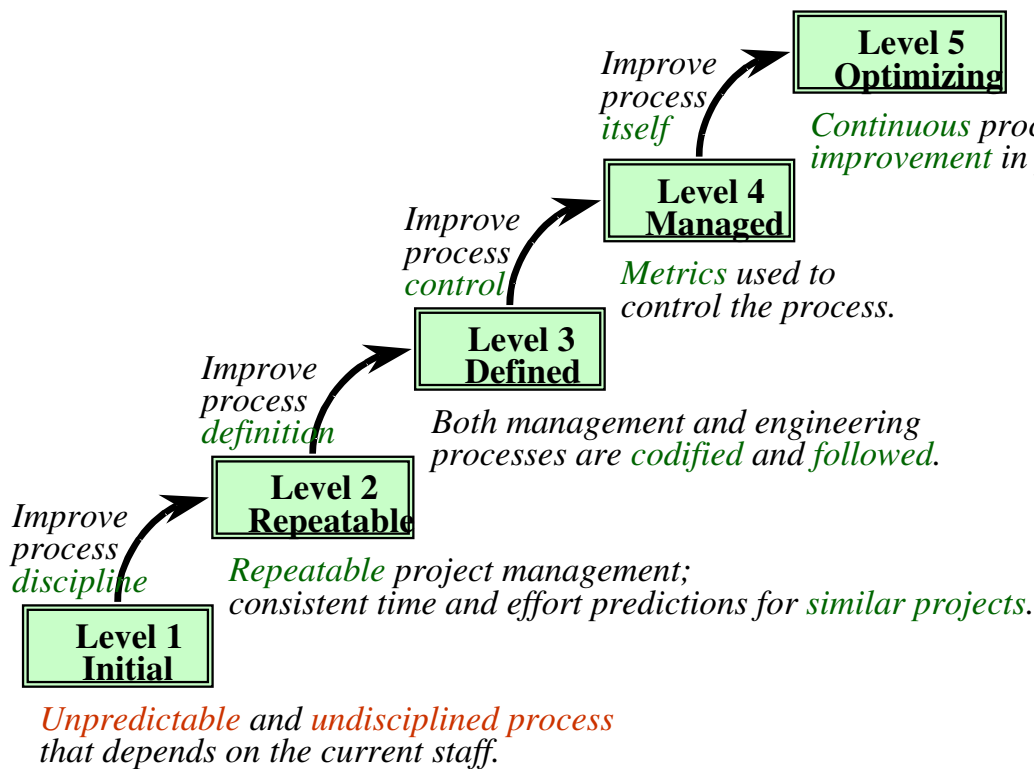 Level 5
Optimizing
Improve
process
itself
Continuous
improvement in
Level 4
Managed
Improve
process
control
Metrics used to
control the process.
Level 3
Defined
Improve
process
definition
Both management and engineering
processes are codified and followed.
Level 2
Repeatable
Improve
process
discipline
Repeatable project management;
consistent time and effort predictions for similar projects.
Level 1
Initial
Unpredictable and undisciplined process
that depends on the current staff.